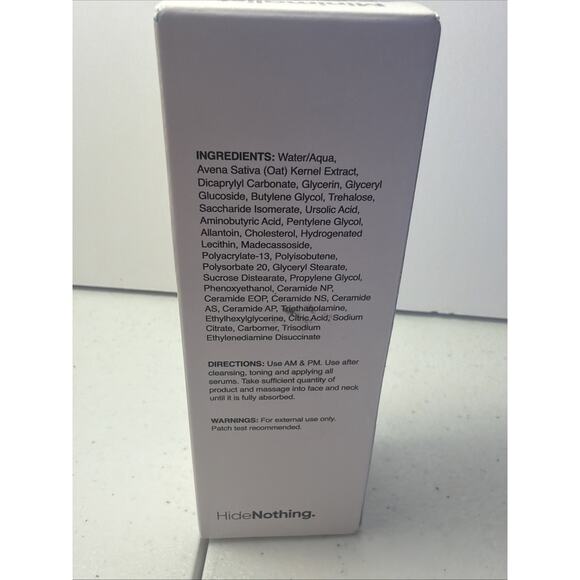 Minimalist
INGREDIENTS: Water/Aqua,
Avena Sativa (Oat) Kernel Extract,
Dicaprylyl Carbonate, Glycerin, Glyceryl
Glucoside, Butylene Glycol, Trehalose,
Saccharide Isomerate, Ursolic Acid,
Aminobutyric Acid, Pentylene Glycol,
Allantoin, Cholesterol, Hydrogenated
Lecithin, Madecassoside,
Polyacrylate-13, Polyisobutene,
Polysorbate 20, Glyceryl Stearate,
Sucrose Distearate, Propylene Glycol,
Phenoxyethanol, Ceramide NP,
Ceramide EOP, Ceramide NS, Ceramide
AS, Ceramide AP, Triethanolamine,
Ethylhexylglycerine, Citric Acid, Sodium
Citrate, Carbomer, Trisodium
Ethylenediamine Disuccinate
DIRECTIONS: Use AM & PM. Use after
cleansing, toning and applying all
serums. Take sufficient quantity of
product and massage into face and neck
until it is fully absorbed.
WARNINGS: For external use only.
Patch test recommended.
HideNothing.